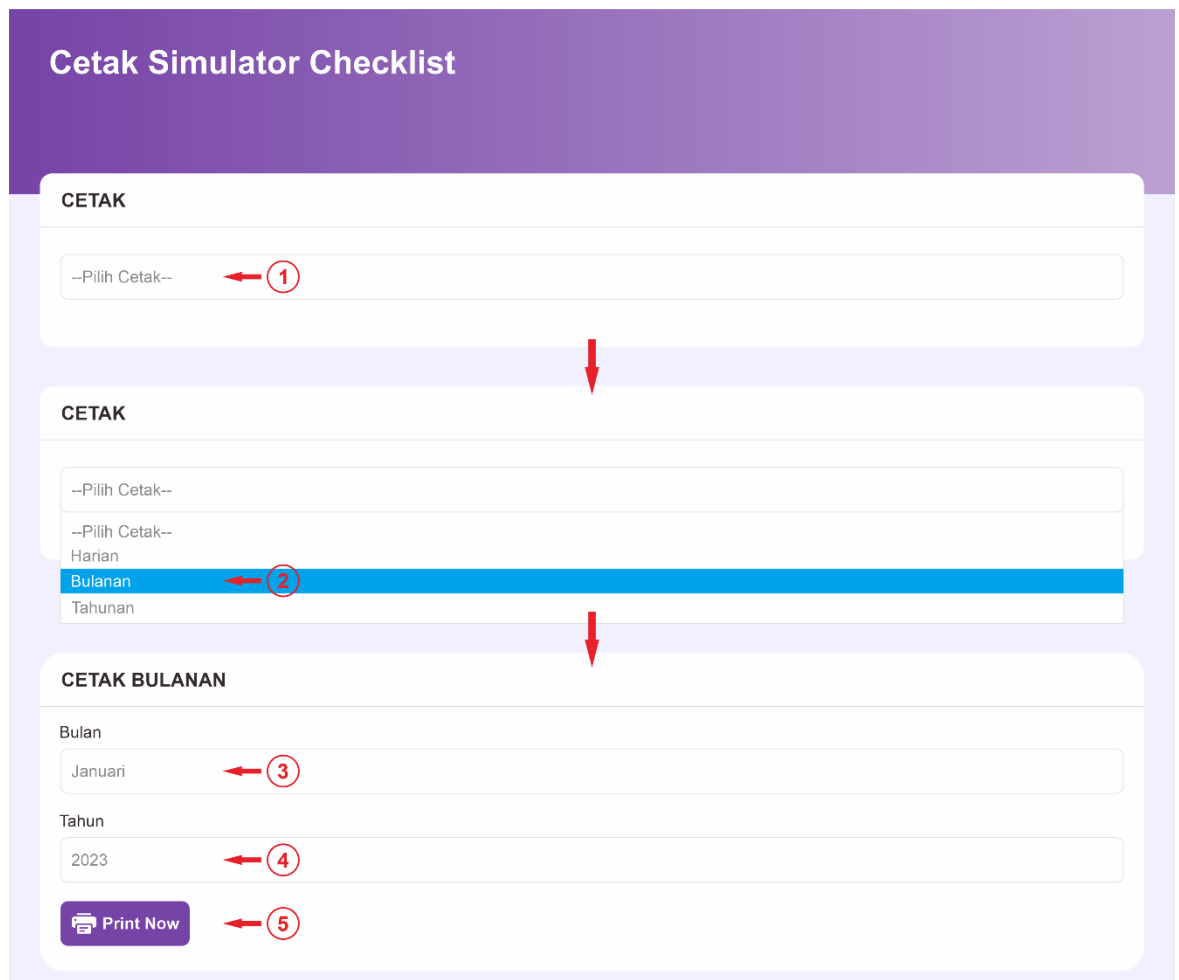 Cetak Simulator Checklist
CETAK
--Pilih Cetak-- 1
CETAK
--Pilih Cetak--
--Pilih Cetak--
Harian
Bulanan 2
Tahunan
CETAK BULANAN
Bulan
Januari 3
Tahun
2023 4
Print Now 5